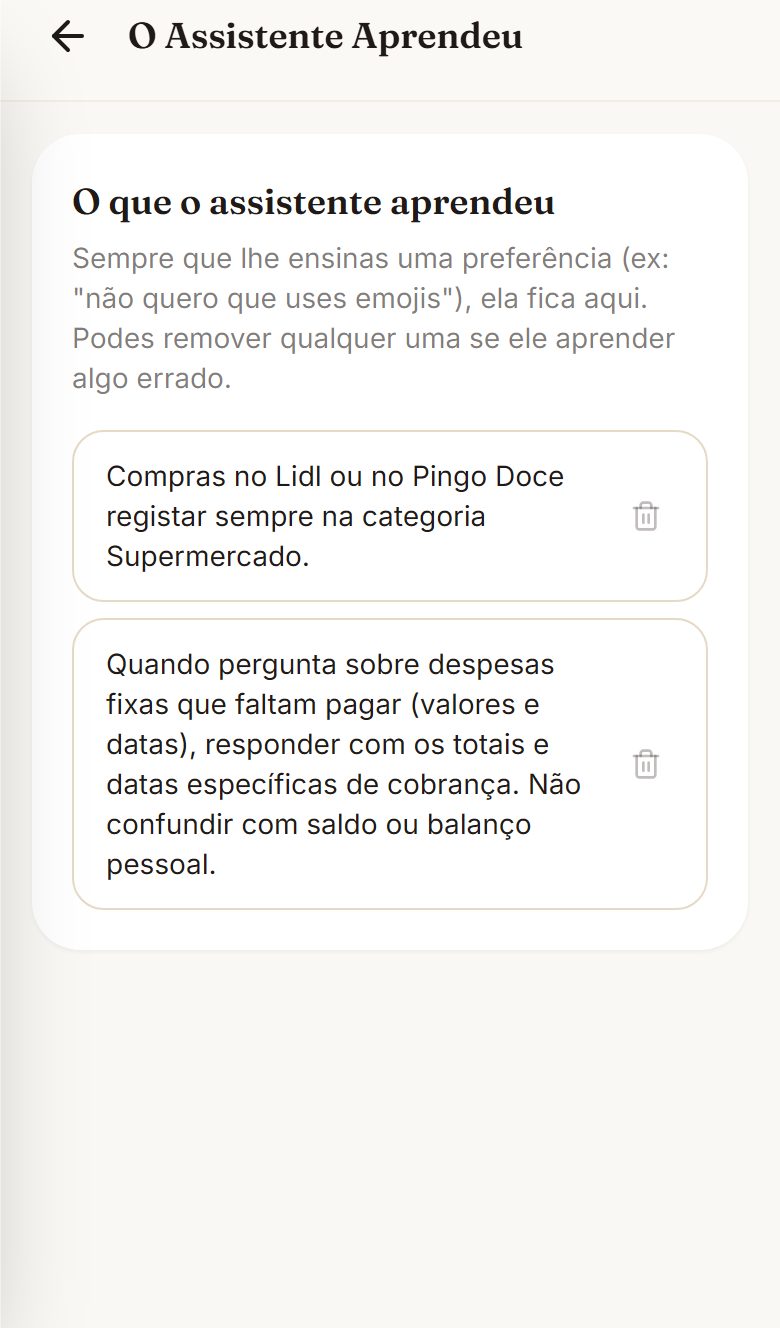 O Assistente Aprendeu
O que o assistente aprendeu
Sempre que lhe ensinas uma preferência (ex:
"não quero que uses emojis"), ela fica aqui.
Podes remover qualquer uma se ele aprender
algo errado.
Compras no Lidl ou no Pingo Doce
registar sempre na categoria
Supermercado.
Quando pergunta sobre despesas
fixas que faltam pagar (valores e
datas), responder com os totais e
datas específicas de cobrança. Não
confundir com saldo ou balanço
pessoal.